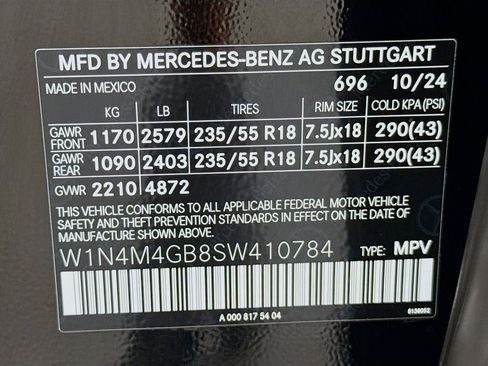 MFD BY MERCEDES-BENZ AG STUTTGART
MADE IN MEXICO 696 10/24
KG LB TIRES RIM SIZE COLD KPA(PSI)
GAWR FRONT 1170 2579 235/55 R18 7.5Jx18 290(43)
GAWR REAR 1090 2403 235/55 R18 7.5Jx18 290(43)
GVWR 2210 4872
THIS VEHICLE CONFORMS TO ALL APPLICABLE FEDERAL MOTOR VEHICLE
SAFETY AND THEFT PREVENTION STANDARDS IN EFFECT ON THE DATE OF
MANUFACTURE SHOWN ABOVE.
W1N4M4GB8SW410784 TYPE: MPV
A 000 817 54 04 8138052